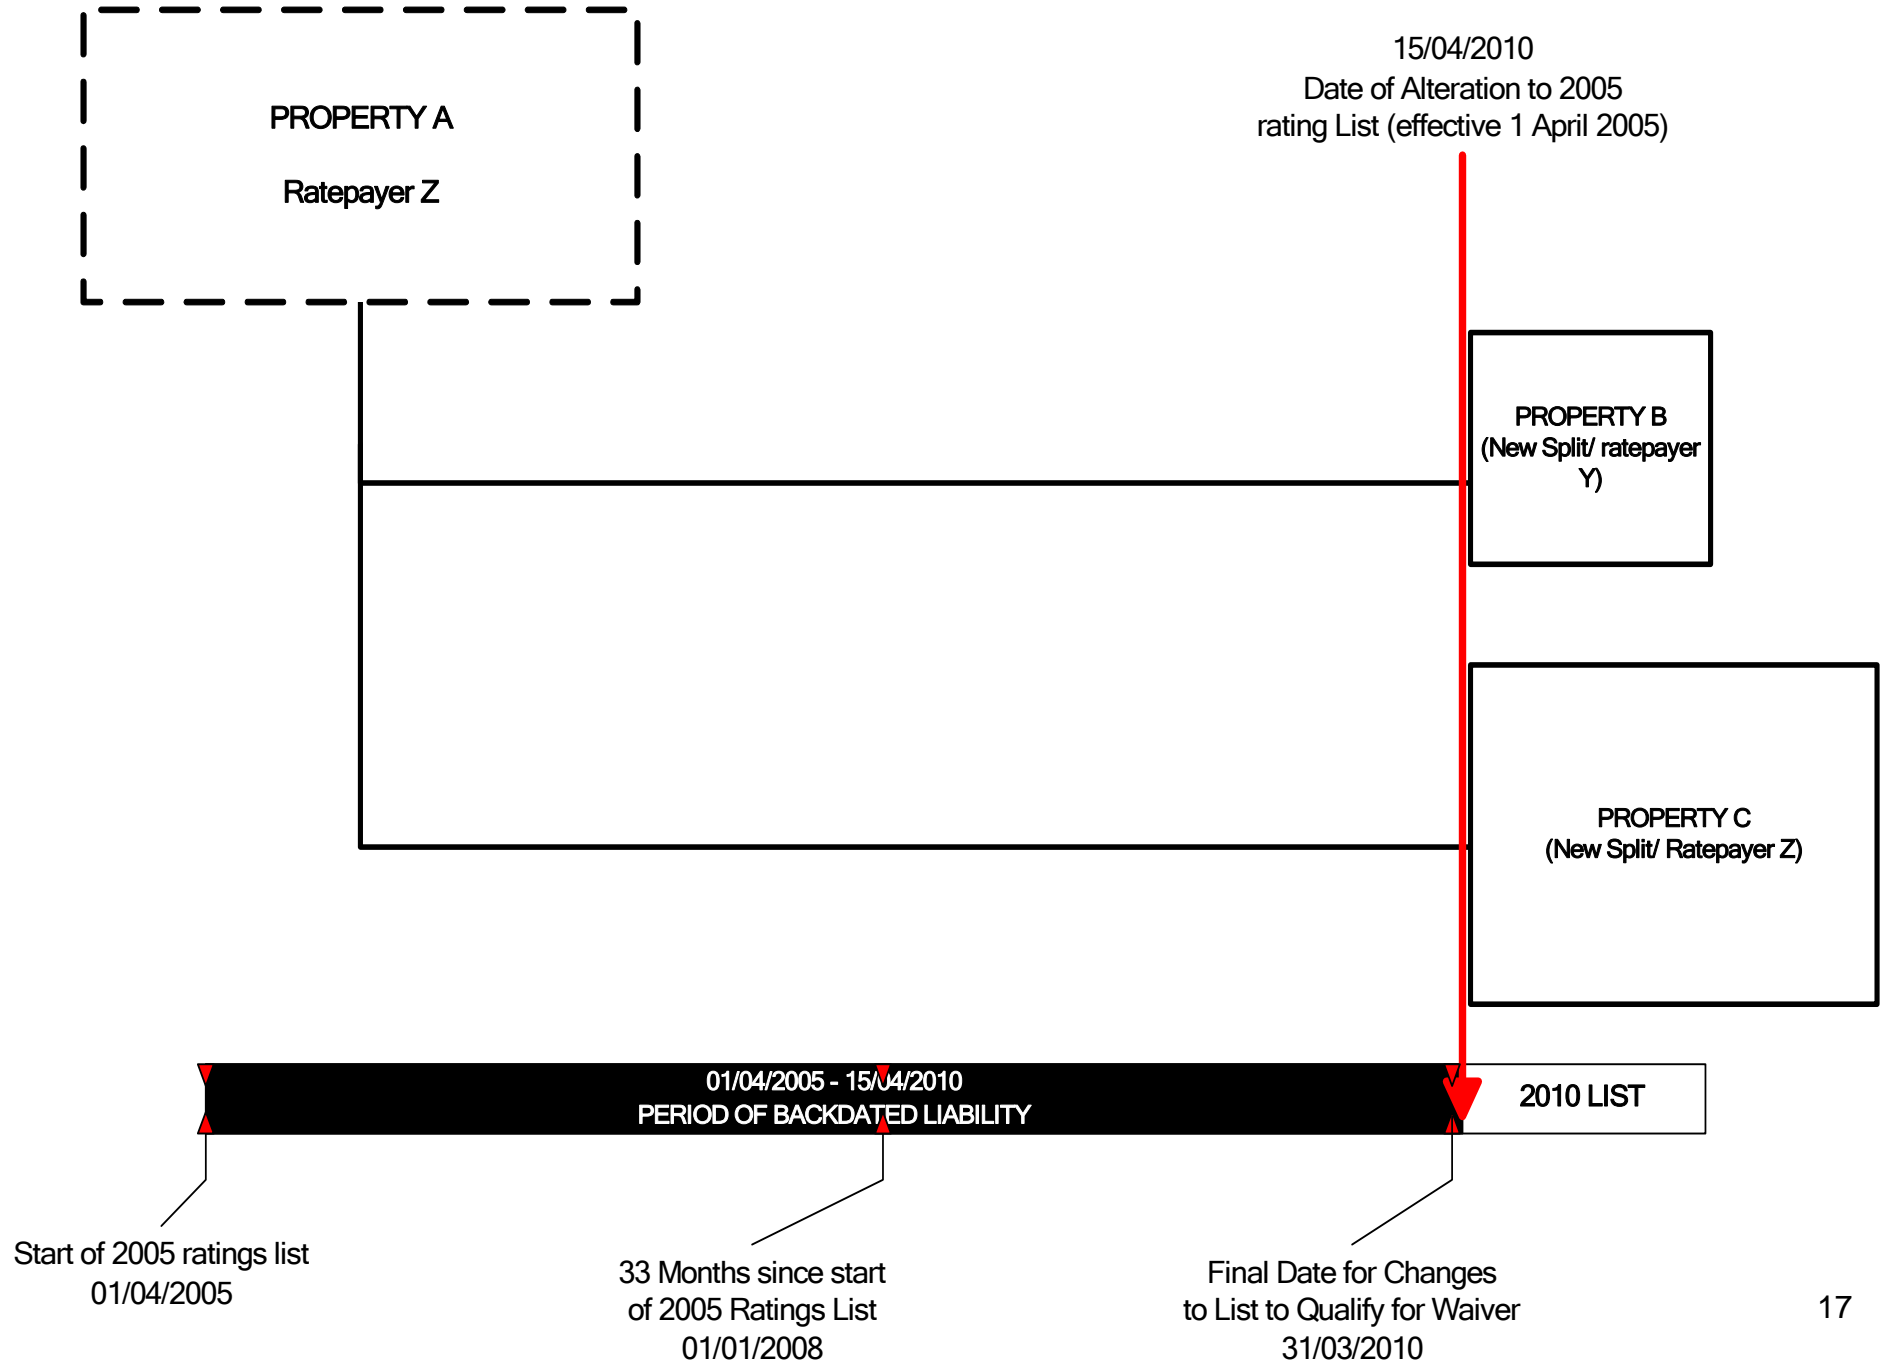 PROPERTY A
Ratepayer Z
15/04/2010
Date of Alteration to 2005
rating List (effective 1 April 2005)
PROPERTY B
(New Split/ ratepayer
Y)
PROPERTY C
(New Split/ Ratepayer Z)
01/04/2005 - 15/04/2010
PERIOD OF BACKDATED LIABILITY
2010 LIST
Start of 2005 ratings list
01/04/2005
33 Months since start
of 2005 Ratings List
01/01/2008
Final Date for Changes
to List to Qualify for Waiver
31/03/2010
17